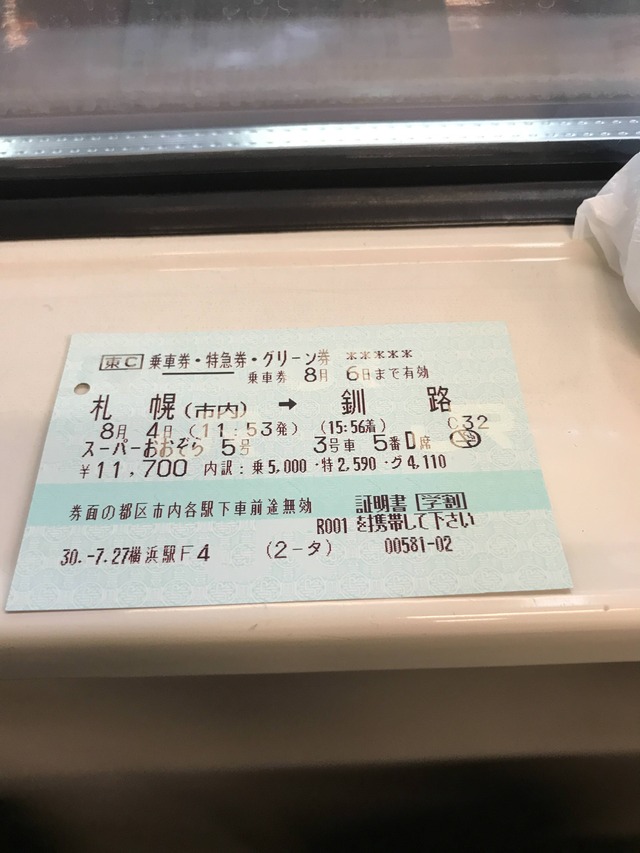 東C 乗車券・特急券・グリーン券 *****
乗車券 8月 6日まで有効
札 幌(市内) → 釧 路
8月 4日 (11:53発) (15:56着) C32
スーパーおおぞら 5号 3号車 5番D席
¥11,700 内訳:乗5,000・特2,590・グ4,110
券面の都区市内各駅下車前途無効
証明書 学割
R001 を携帯して下さい
30.-7.27横浜駅F4 (2-タ) 00581-02